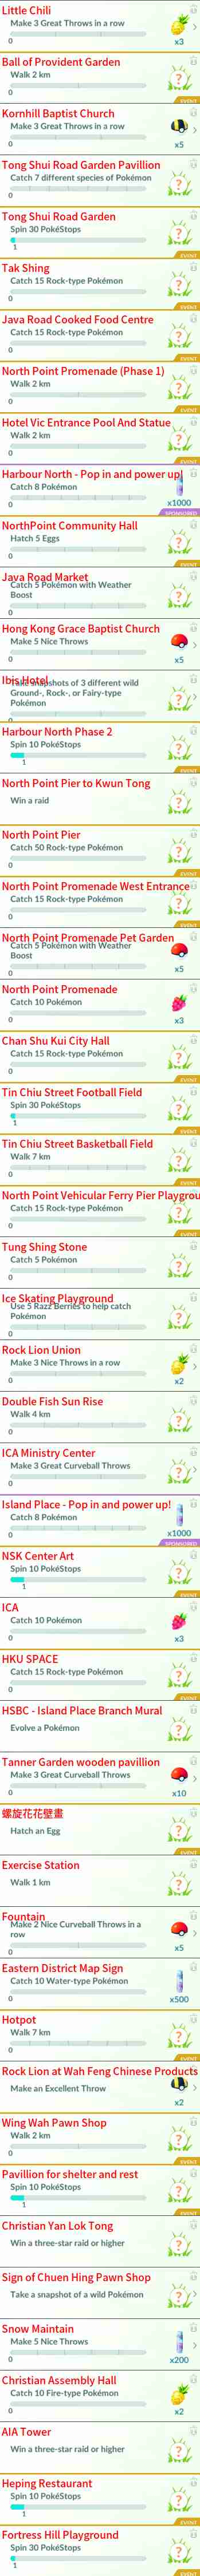 Little Chili
Make 3 Great Throws in a row
0
x3
Ball of Provident Garden
Walk 2 km
0
EVENT
Kornhill Baptist Church
Make 3 Great Throws in a row
0
x5
Tong Shui Road Garden Pavillion
Catch 7 different species of Pokémon
0
EVENT
Tong Shui Road Garden
Spin 30 PokéStops
1
EVENT
Tak Shing
Catch 15 Rock-type Pokémon
0
EVENT
Java Road Cooked Food Centre
Catch 15 Rock-type Pokémon
0
EVENT
North Point Promenade (Phase 1)
Walk 2 km
0
EVENT
Hotel Vic Entrance Pool And Statue
Walk 2 km
0
EVENT
Harbour North - Pop in and power up!
Catch 8 Pokémon
0
x1000
SPONSORED
NorthPoint Community Hall
Hatch 5 Eggs
0
Java Road Market
Catch 5 Pokémon with Weather
Boost
0
Hong Kong Grace Baptist Church
Make 5 Nice Throws
0
x5
Ibis Hotel
Take snapshots of 3 different wild
Ground-, Rock-, or Fairy-type
Pokémon
0
EVENT
Harbour North Phase 2
Spin 10 PokéStops
1
North Point Pier to Kwun Tong
Win a raid
North Point Pier
Catch 50 Rock-type Pokémon
0
EVENT
North Point Promenade West Entrance
Catch 15 Rock-type Pokémon
0
EVENT
North Point Promenade Pet Garden
Catch 5 Pokémon with Weather
Boost
0
x5
North Point Promenade
Catch 10 Pokémon
0
x3
Chan Shu Kui City Hall
Catch 15 Rock-type Pokémon
0
EVENT
Tin Chiu Street Football Field
Spin 30 PokéStops
1
EVENT
Tin Chiu Street Basketball Field
Walk 7 km
0
EVENT
North Point Vehicular Ferry Pier Playgrou
Catch 15 Rock-type Pokémon
0
EVENT
Tung Shing Stone
Catch 5 Pokémon
0
Ice Skating Playground
Use 5 Razz Berries to help catch
Pokémon
0
Rock Lion Union
Make 3 Nice Throws in a row
0
x2
Double Fish Sun Rise
Walk 4 km
0
ICA Ministry Center
Make 3 Great Curveball Throws
0
Island Place - Pop in and power up!
Catch 8 Pokémon
0
x1000
SPONSORED
NSK Center Art
Spin 10 PokéStops
1
EVENT
ICA
Catch 10 Pokémon
0
x3
HKU SPACE
Catch 15 Rock-type Pokémon
0
EVENT
HSBC - Island Place Branch Mural
Evolve a Pokémon
Tanner Garden wooden pavillion
Make 3 Great Curveball Throws
0
x10
螺旋花花壁畫
Hatch an Egg
EVENT
Exercise Station
Walk 1 km
Fountain
Make 2 Nice Curveball Throws in a
row
0
x5
Eastern District Map Sign
Catch 10 Water-type Pokémon
0
x500
Hotpot
Walk 7 km
0
EVENT
Rock Lion at Wah Feng Chinese Products
Make an Excellent Throw
x2
Wing Wah Pawn Shop
Walk 2 km
0
EVENT
Pavillion for shelter and rest
Spin 10 PokéStops
1
EVENT
Christian Yan Lok Tong
Win a three-star raid or higher
Sign of Chuen Hing Pawn Shop
Take a snapshot of a wild Pokémon
Snow Maintain
Make 5 Nice Throws
0
x200
Christian Assembly Hall
Catch 10 Fire-type Pokémon
0
x2
AIA Tower
Win a three-star raid or higher
Heping Restaurant
Spin 10 PokéStops
1
EVENT
Fortress Hill Playground
Spin 30 PokéStops
1
EVENT